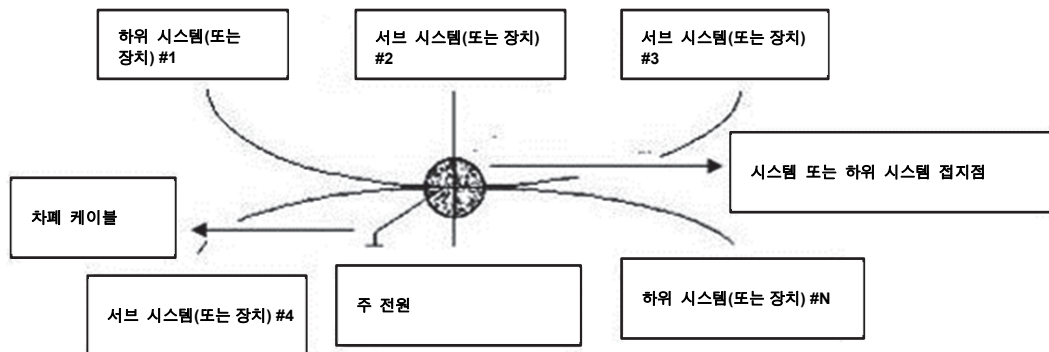 하위 시스템(또는
장치) #1
서브 시스템(또는 장치)
#2
서브 시스템(또는 장치)
#3
시스템 또는 하위 시스템 접지점
차폐 케이블
서브 시스템(또는 장치) #4
주 전원
하위 시스템(또는 장치) #N